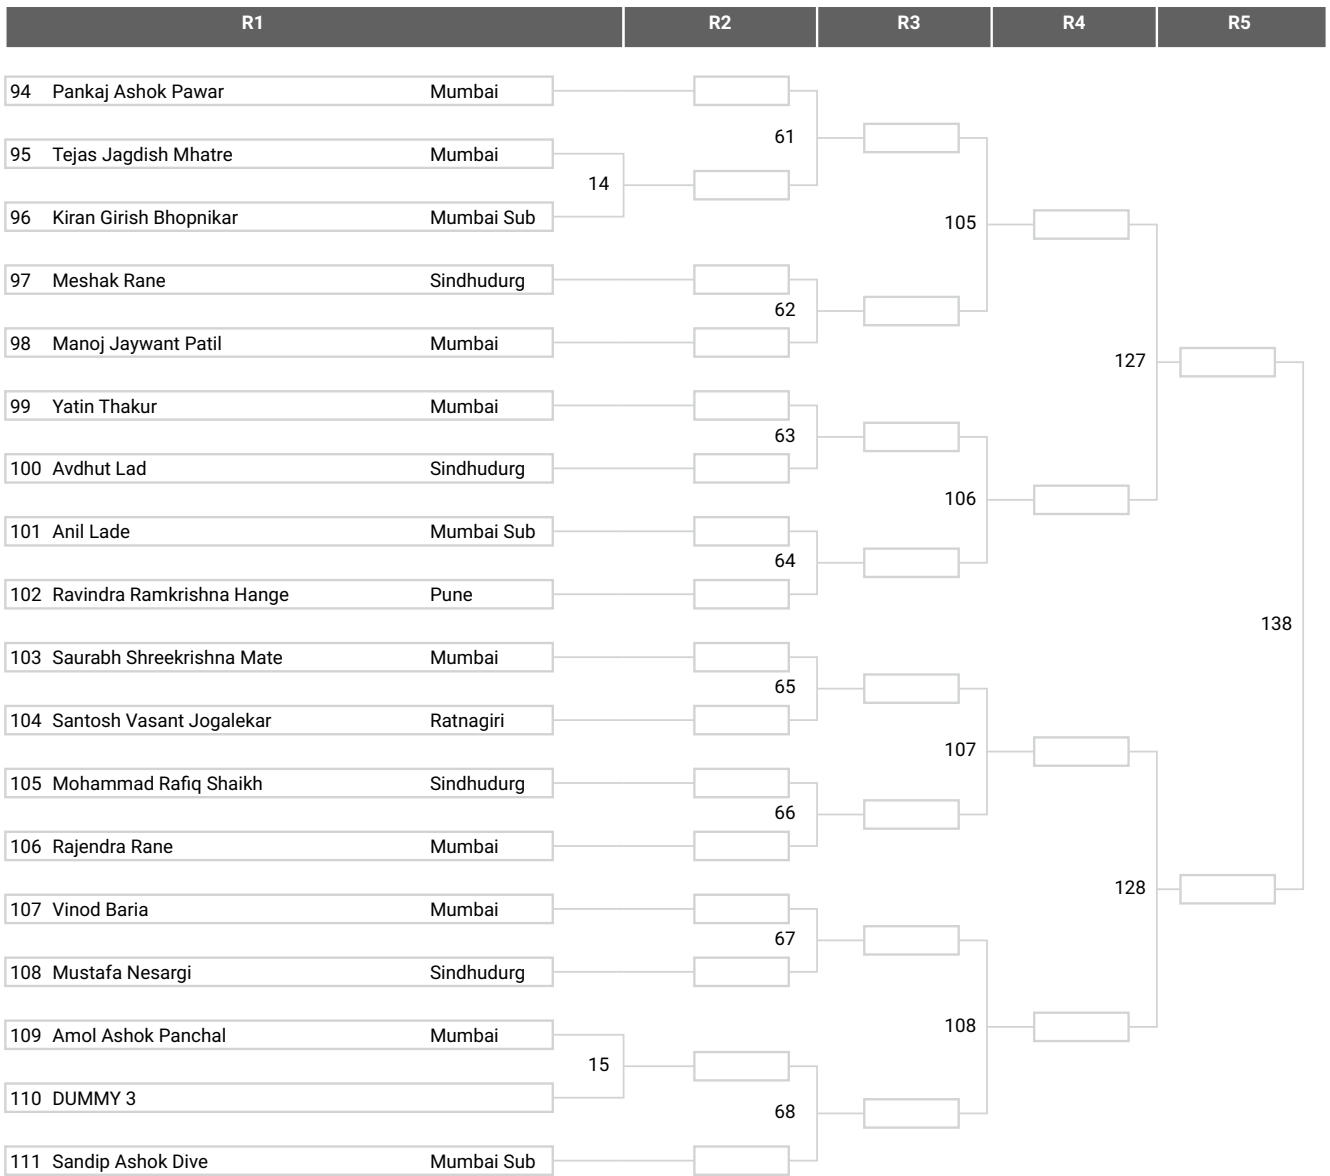 R1 R2 R3 R4 R5
94 Pankaj Ashok Pawar Mumbai
61
95 Tejas Jagdish Mhatre Mumbai
14
96 Kiran Girish Bhopnikar Mumbai Sub
105
97 Meshak Rane Sindhudurg
62
98 Manoj Jaywant Patil Mumbai
127
99 Yatin Thakur Mumbai
63
100 Avdhut Lad Sindhudurg
106
101 Anil Lade Mumbai Sub
64
102 Ravindra Ramkrishna Hange Pune
138
103 Saurabh Shreekrishna Mate Mumbai
65
104 Santosh Vasant Jogalekar Ratnagiri
107
105 Mohammad Rafiq Shaikh Sindhudurg
66
106 Rajendra Rane Mumbai
128
107 Vinod Baria Mumbai
67
108 Mustafa Nesargi Sindhudurg
108
109 Amol Ashok Panchal Mumbai
15
110 DUMMY 3
68
111 Sandip Ashok Dive Mumbai Sub